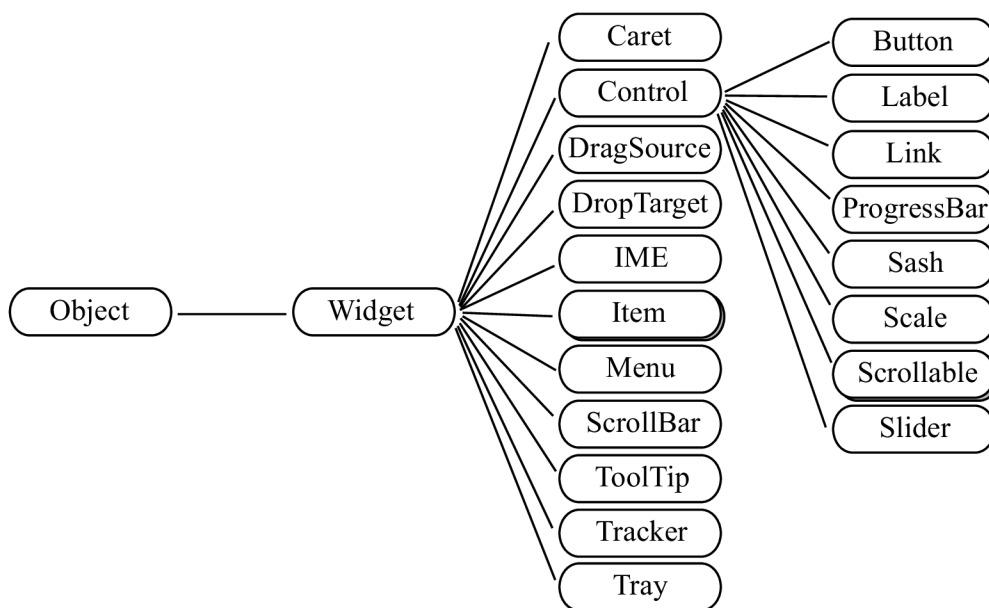 Object
Widget
Caret
Control
DragSource
DropTarget
IME
Item
Menu
ScrollBar
ToolTip
Tracker
Tray
Button
Label
Link
ProgressBar
Sash
Scale
Scrollable
Slider